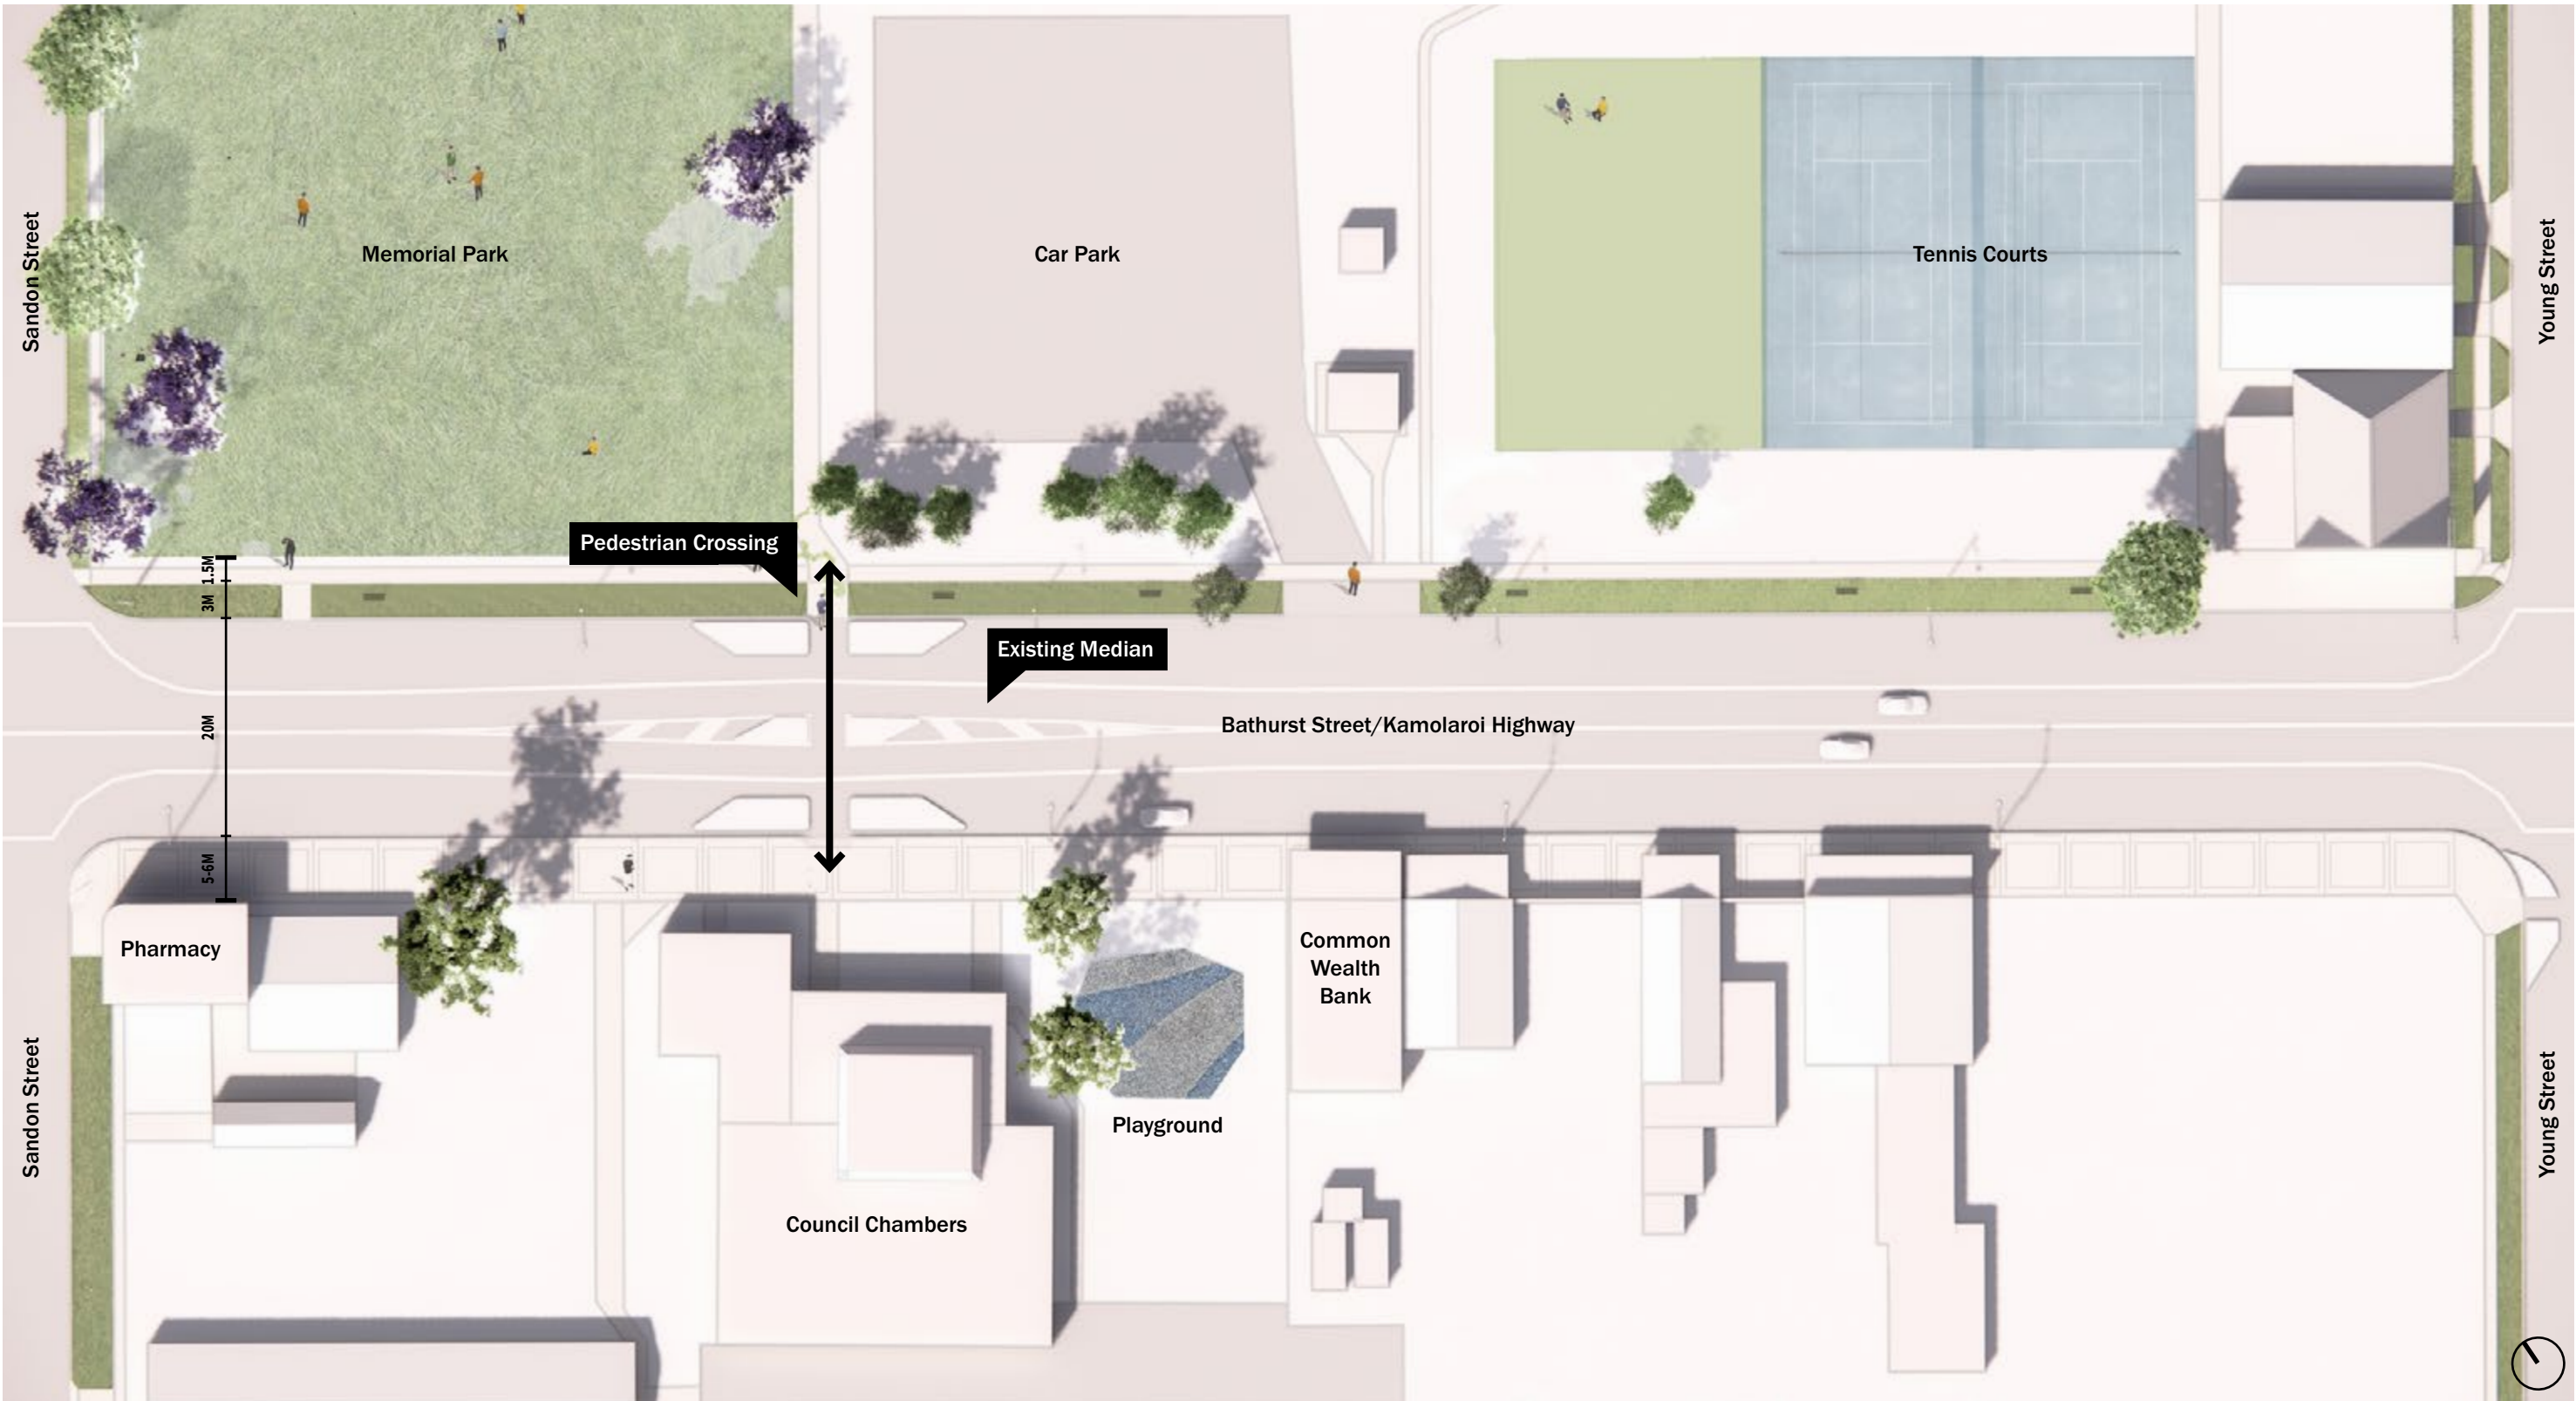 Sandon Street
Memorial Park
Car Park
Tennis Courts
Young Street
Pedestrian Crossing
1.5M
3M
Existing Median
20M
Bathurst Street/Kamolaroi Highway
5-6M
Pharmacy
Common
Wealth
Bank
Sandon Street
Playground
Young Street
Council Chambers